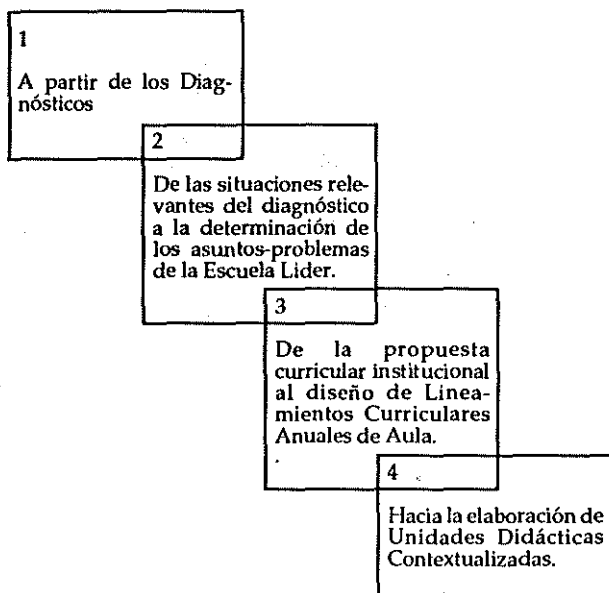 1
A partir de los Diag-
nósticos
2
De las situaciones rele-
vantes del diagnóstico
a la determinación de
los asuntos-problemas
de la Escuela Lider.
3
De la propuesta
curricular institucional
al diseño de Linea-
mientos Curriculares
Anuales de Aula.
4
Hacia la elaboración de
Unidades Didácticas
Contextualizadas.